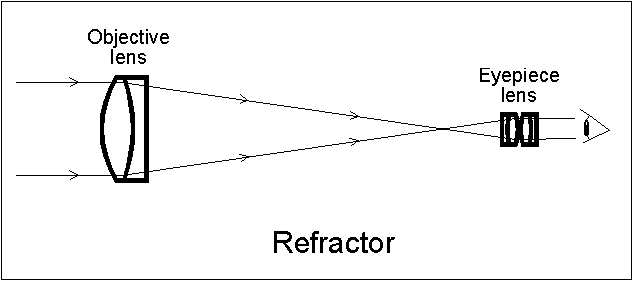 Objective
lens
Eyepiece
lens
Refractor